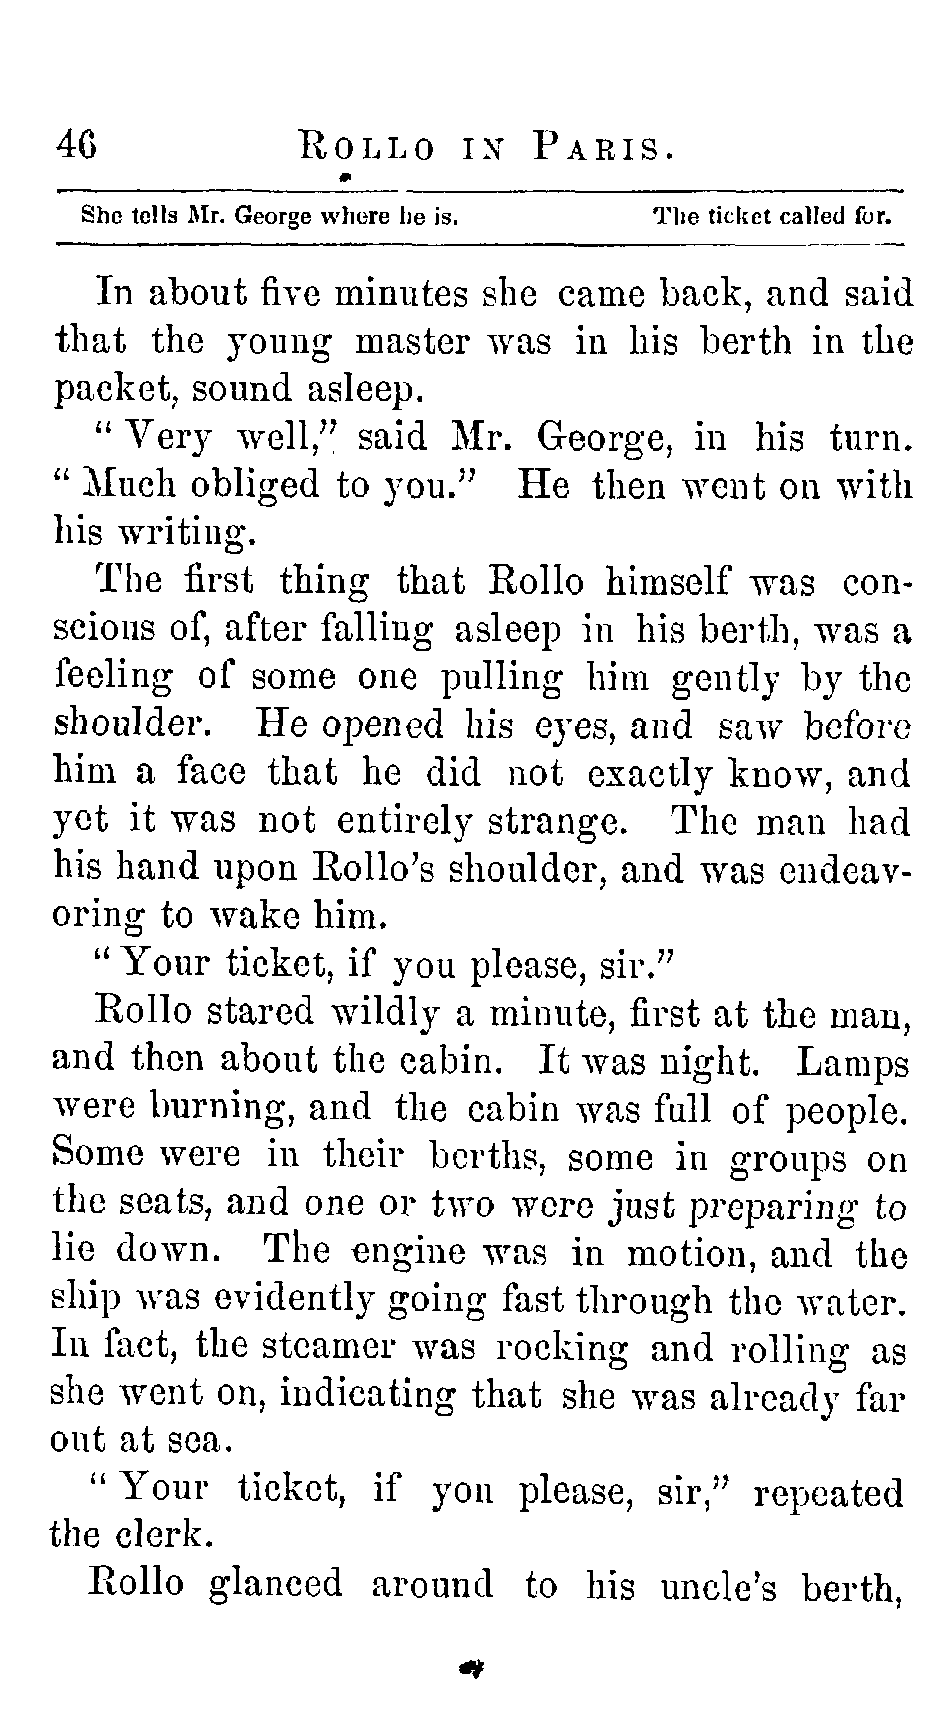 46 ROLLO IN PARIS.
She tells Mr. George where he is. The ticket called for.
In about five minutes she came back, and said
that the young master was in his berth in the
packet, sound asleep.
" Very well," said Mr. George, in his turn.
" Much obliged to you." He then went on with
his writing.
The first thing that Rollo himself was con-
scious of, after falling asleep in his berth, was a
feeling of some one pulling him gently by the
shoulder. He opened his eyes, and saw before
him a face that he did not exactly know, and
yet it was not entirely strange. The man had
his hand upon Rollo's shoulder, and was endeav-
oring to wake him.
" Your ticket, if you please, sir."
Rollo stared wildly a minute, first at the man,
and then about the cabin. It was night. Lamps
were burning, and the cabin was full of people.
Some were in their berths, some in groups on
the seats, and one or two were just preparing to
lie down. The engine was in motion, and the
ship was evidently going fast through the water.
In fact, the steamer was rocking and rolling as
she went on, indicating that she was already far
out at sea.
" Your ticket, if you please, sir," repeated
the clerk.
Rollo glanced around to his uncle's berth,